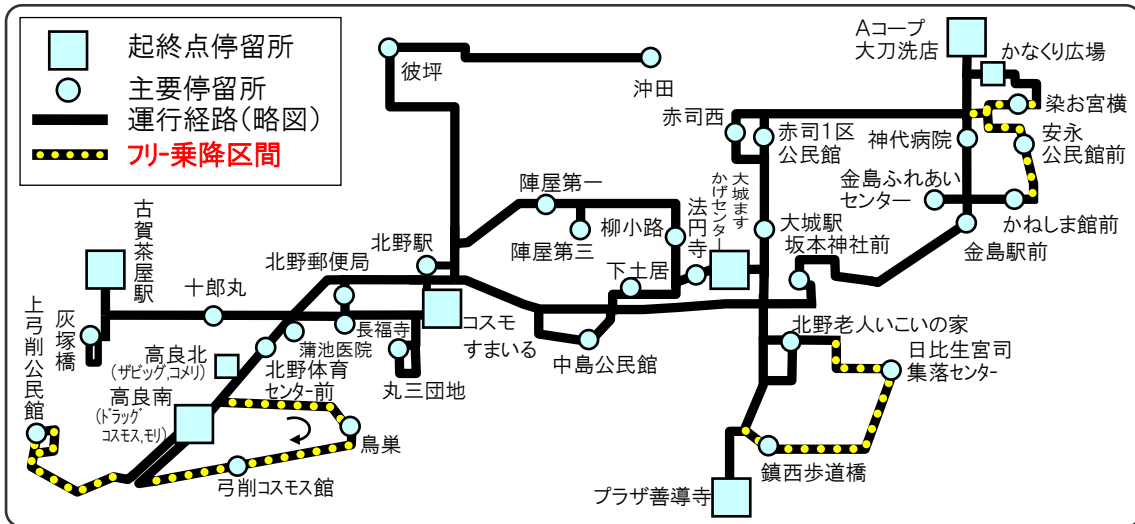 起終点停留所
主要停留所
運行経路(略図)
フリー乗降区間
彼坪
沖田
Aコープ
大刀洗店
かなくり広場
染お宮横
安永
公民館前
神代病院
赤司西
赤司1区
公民館
金島ふれあい
センター
かねしま館前
金島駅前
大城ます
かげセンター
大城駅
坂本神社前
陣屋第一
陣屋第三
柳小路
法円寺
下土居
中島公民館
北野駅
北野郵便局
コスモ
すまいる
古賀茶屋駅
十郎丸
灰塚橋
上弓削公民館
長福寺
蒲池医院
丸三団地
高良北
(ザビッグ,コメリ)
北野体育
センター前
高良南
(ドラッグ
コスモス,モリ)
鳥巣
弓削コスモス館
北野老人いこいの家
日比生宮司
集落センター
鎮西歩道橋
プラザ善導寺